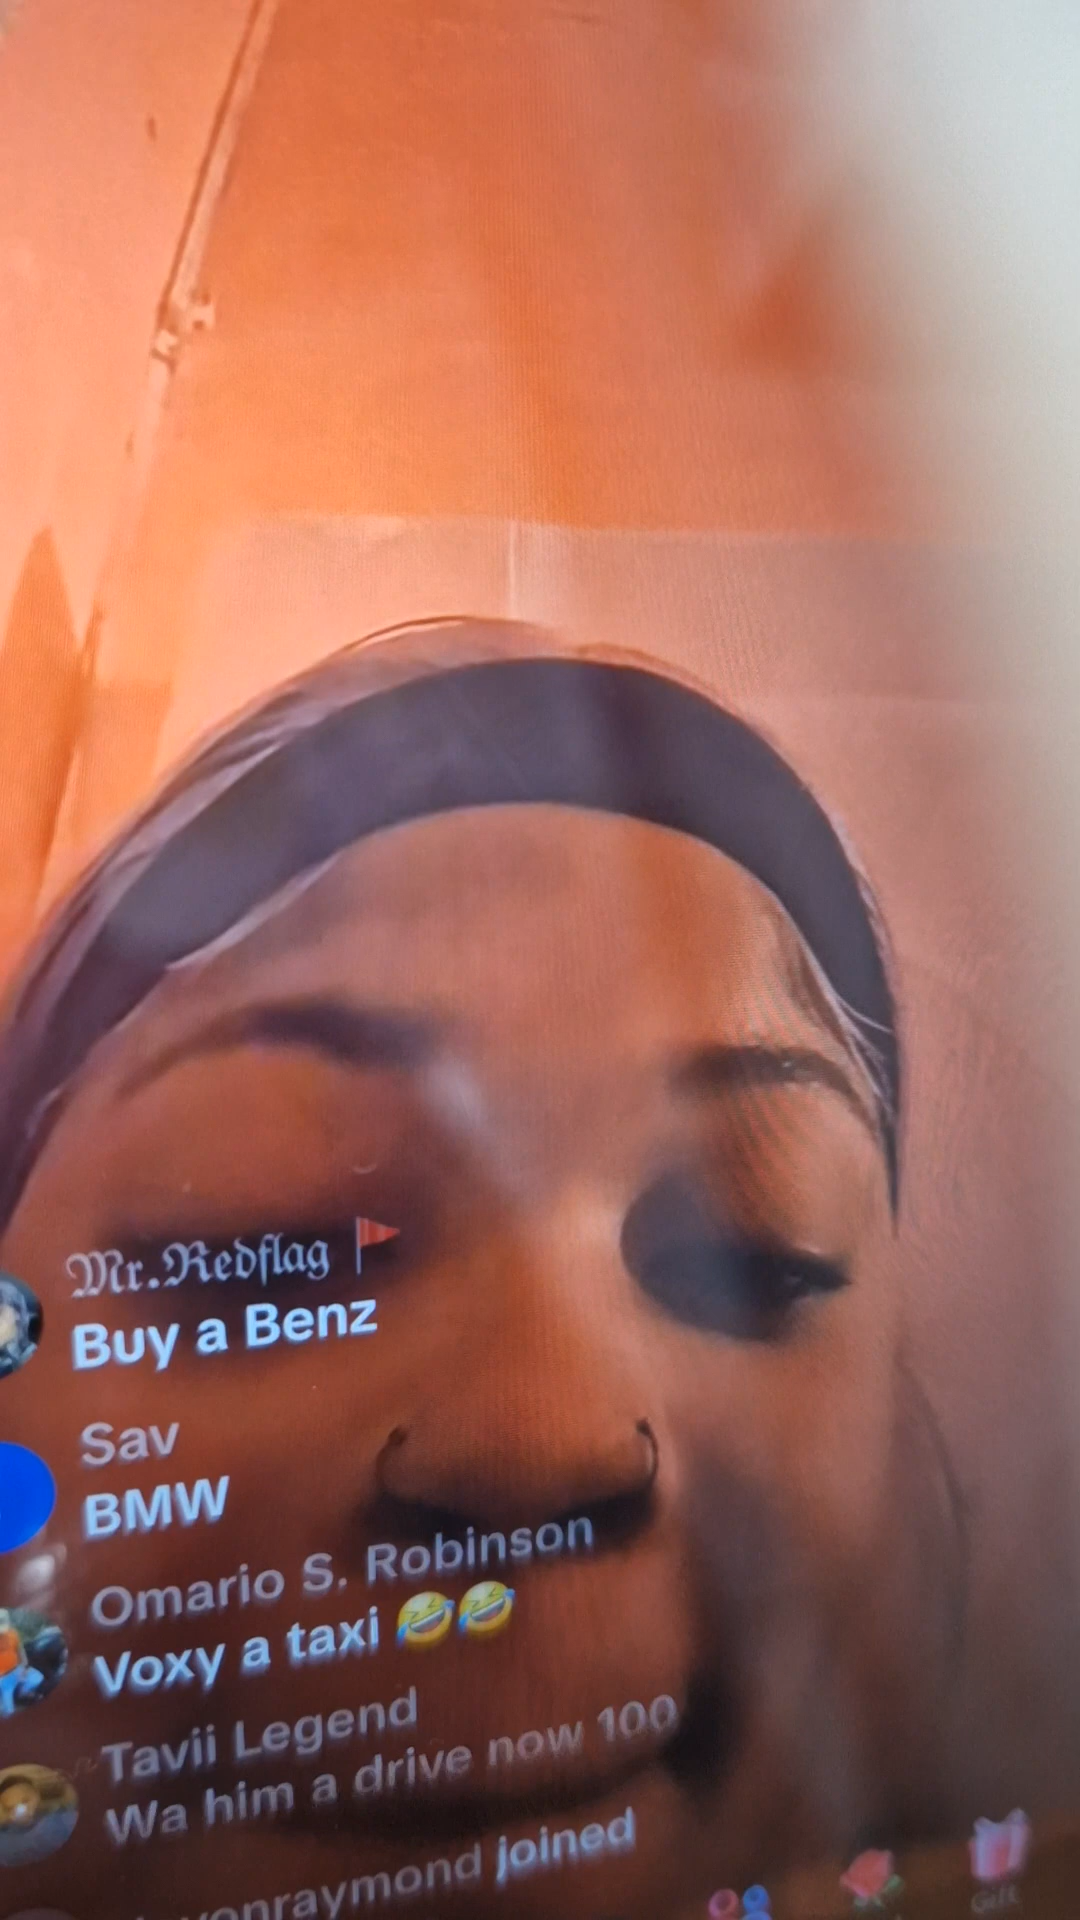 Mr.Redflag 🚩
Buy a Benz
Sav
BMW
Omario S. Robinson
Voxy a taxi 🤣🤣
Tavii Legend
Wa him a drive now 100
joined
Gift